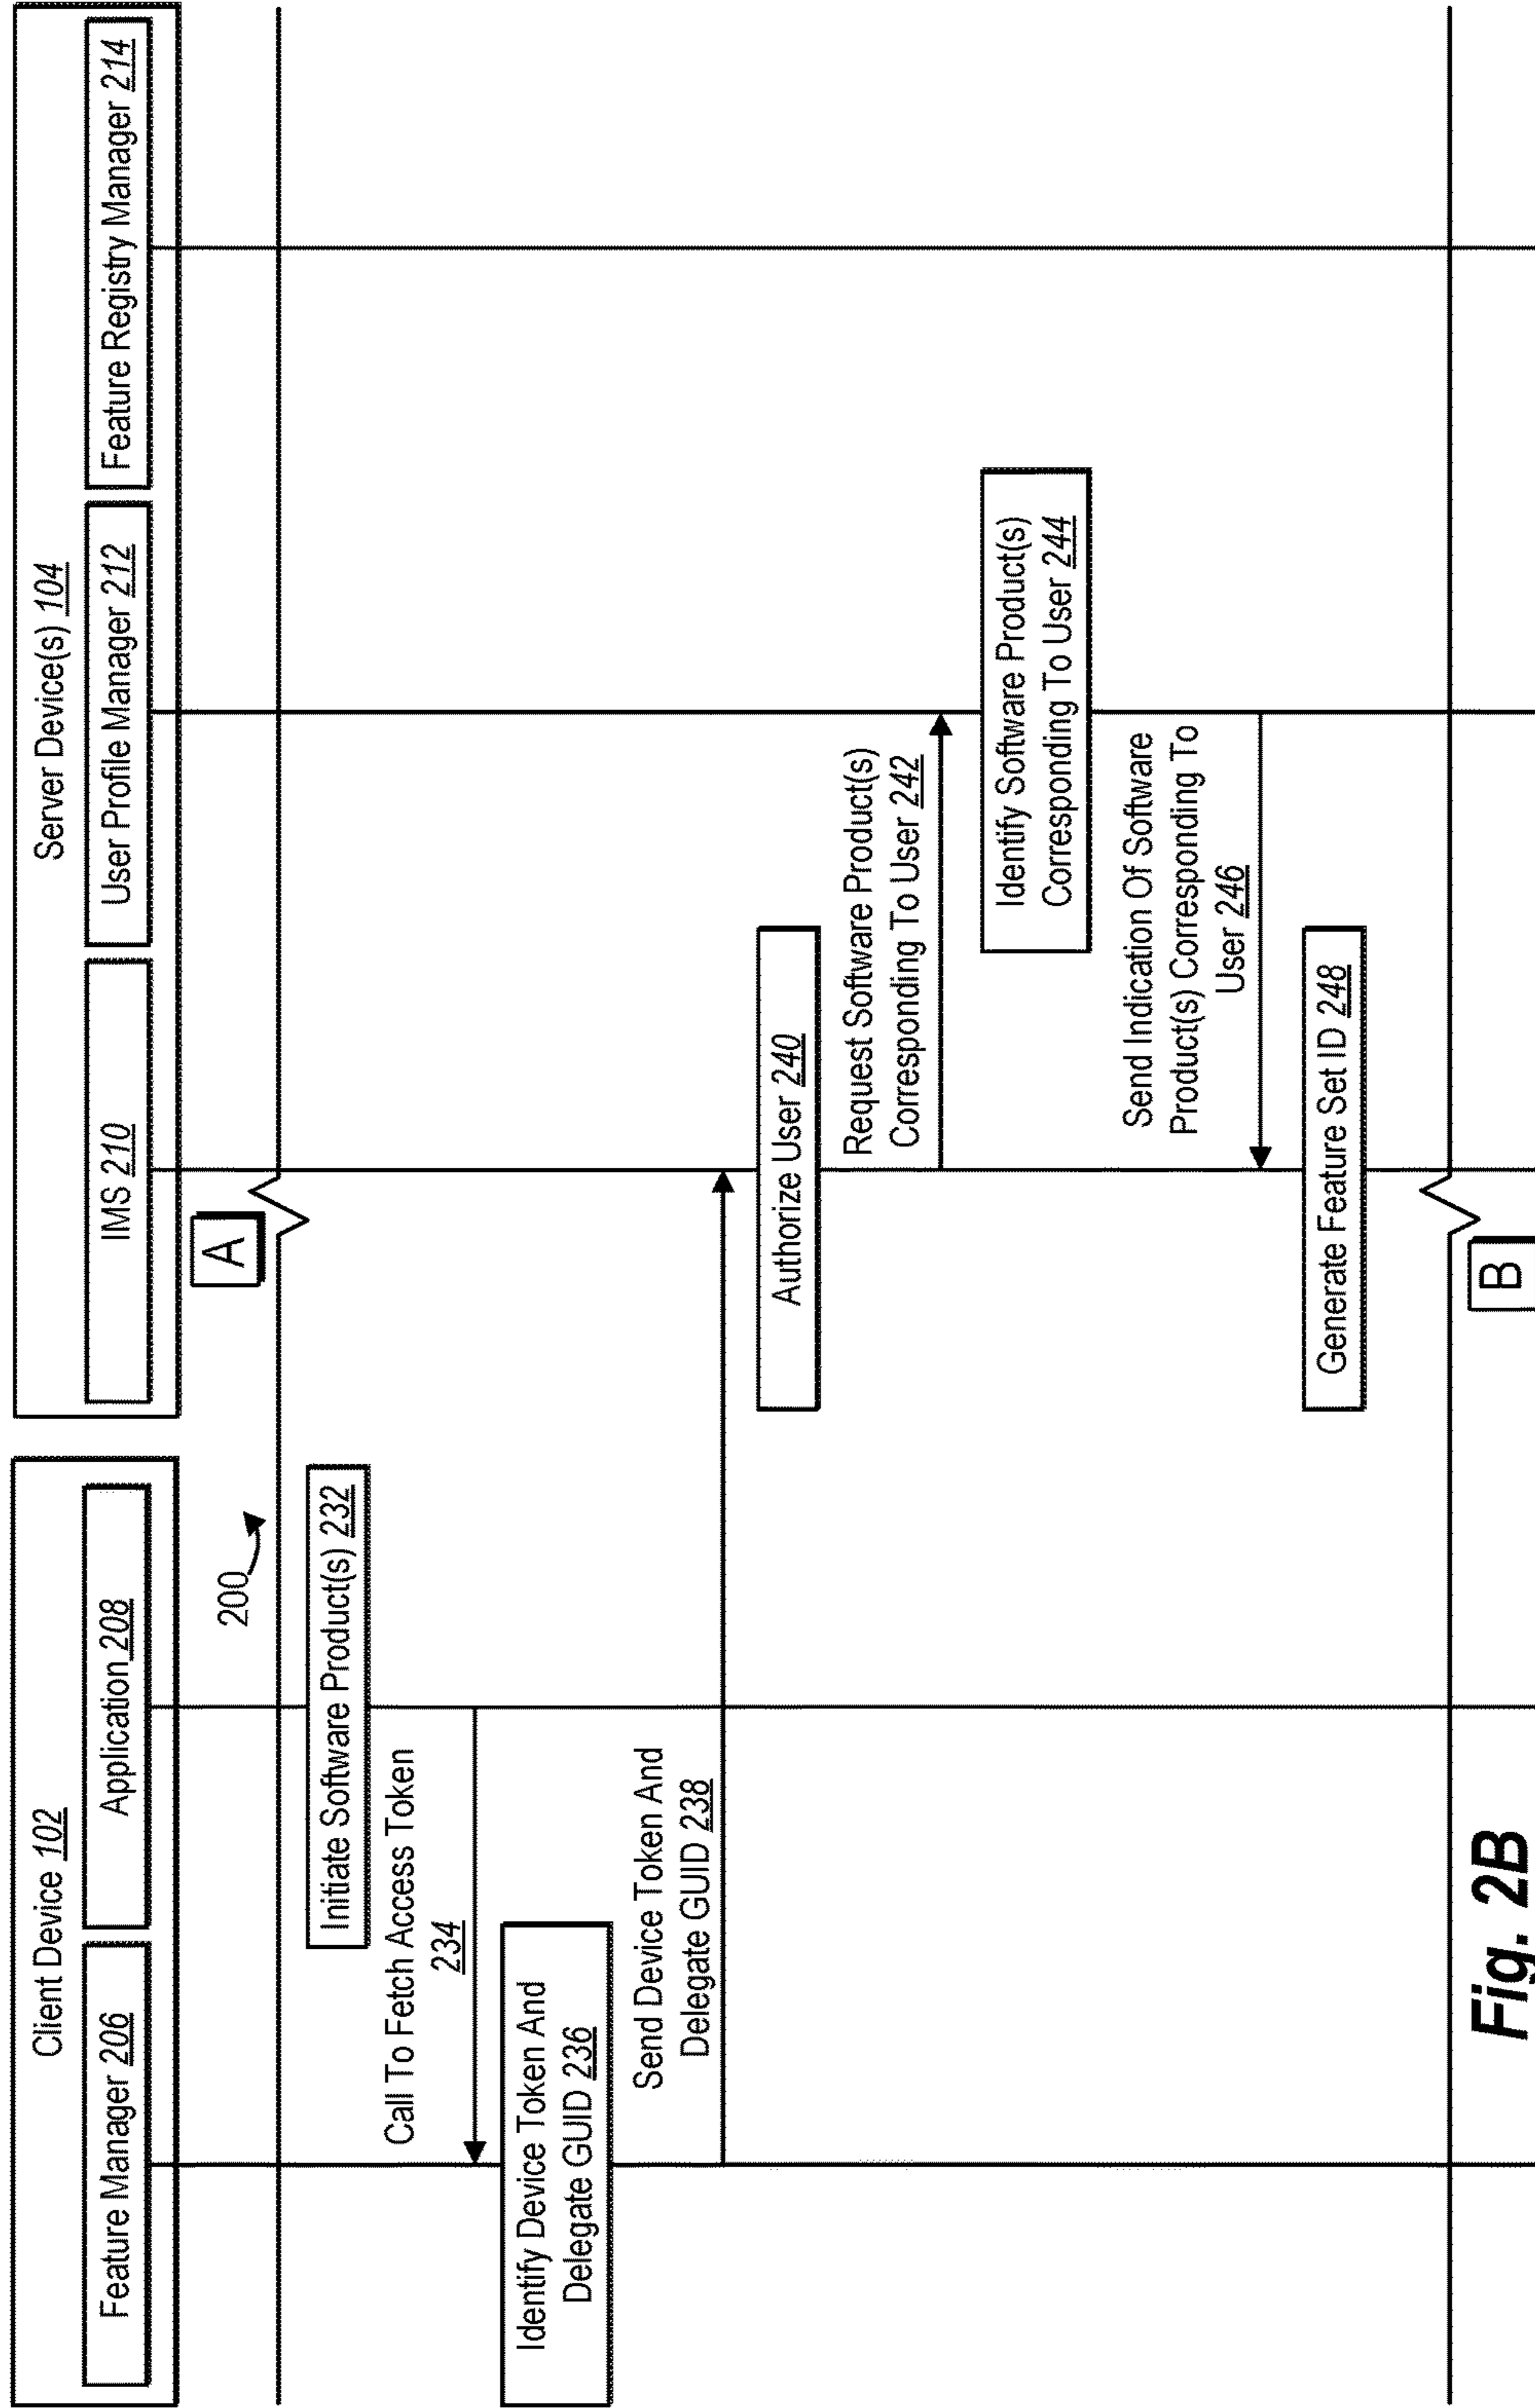 Client Device 102
Server Device(s) 104
Feature Manager 206
Application 208
IMS 210
User Profile Manager 212
Feature Registry Manager 214
200
A
Initiate Software Product(s) 232
Call To Fetch Access Token
234
Identify Device Token And
Delegate GUID 236
Send Device Token And
Delegate GUID 238
Authorize User 240
Request Software Product(s)
Corresponding To User 242
Identify Software Product(s)
Corresponding To User 244
Send Indication Of Software
Product(s) Corresponding To
User 246
Generate Feature Set ID 248
B
Fig. 2B